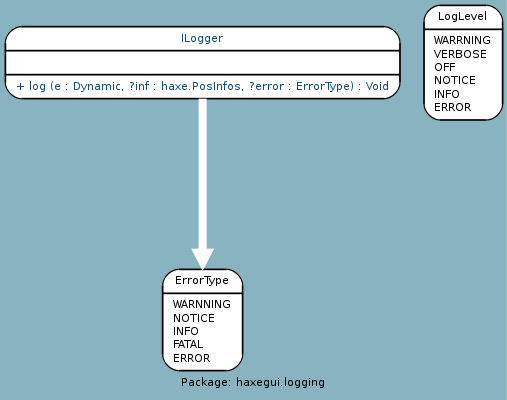 ILogger
+ log (e : Dynamic, ?inf : haxe.PosInfos, ?error : ErrorType) : Void
LogLevel
WARRNING
VERBOSE
OFF
NOTICE
INFO
ERROR
ErrorType
WARNNING
NOTICE
INFO
FATAL
ERROR
Package: haxegui.logging